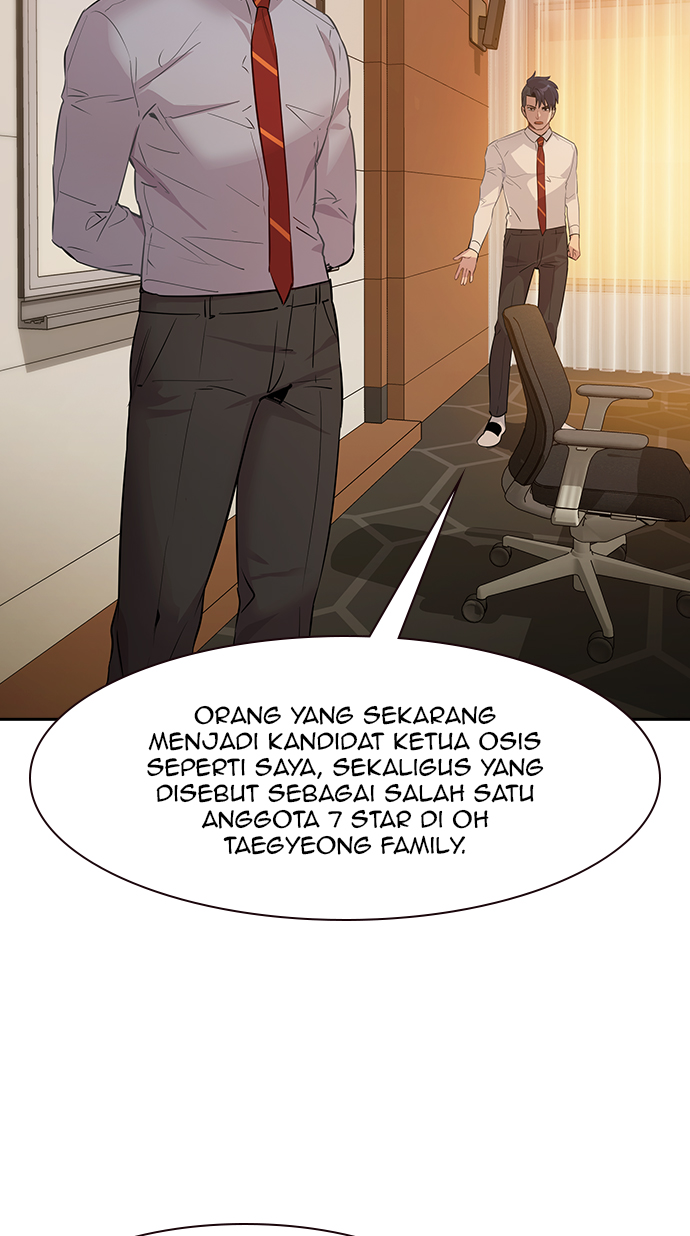 ORANG YANG SEKARANG
MENJADI KANDIDAT KETUA OSIS
SEPERTI SAYA, SEKALIGUS YANG
DISEBUT SEBAGAI SALAH SATU
ANGGOTA 7 STAR DI OH
TAEGYEONG FAMILY.